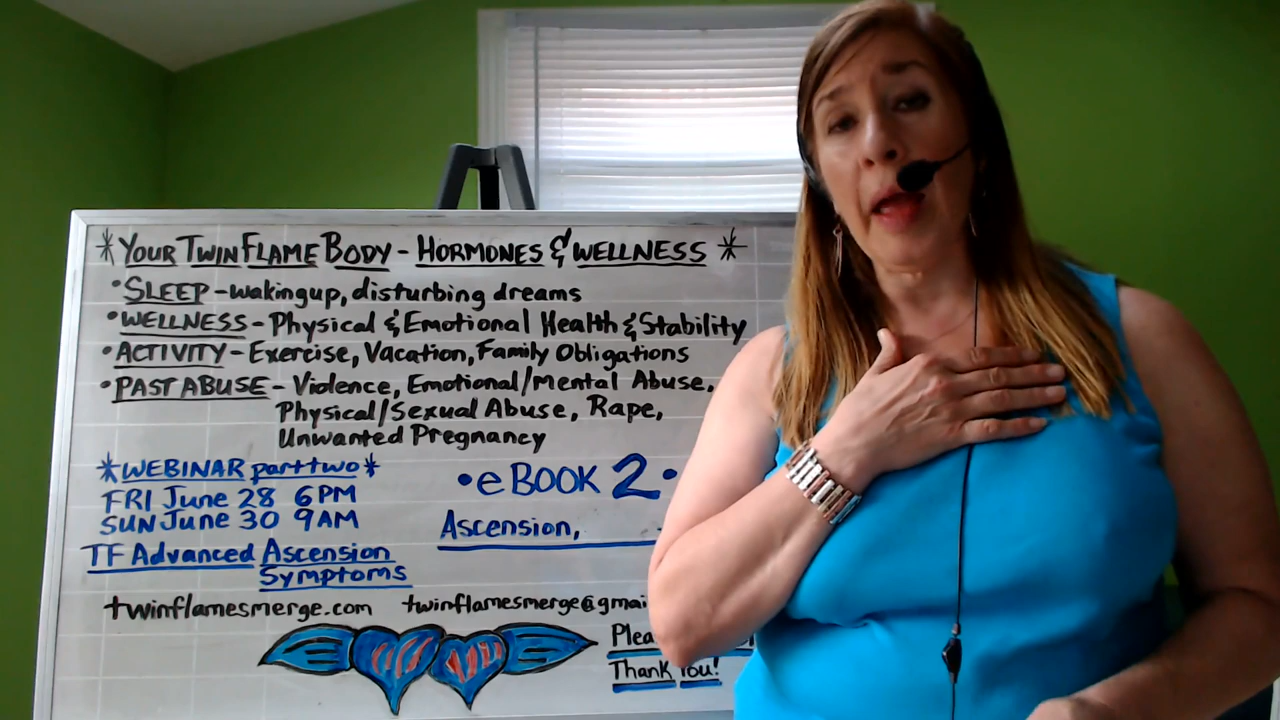 *YOUR TWIN FLAME BODY - HORMONES & WELLNESS*
• SLEEP - waking up, disturbing dreams
• WELLNESS - Physical & Emotional Health & Stability
• ACTIVITY - Exercise, Vacation, Family Obligations
• PAST ABUSE - Violence, Emotional/Mental Abuse,
Physical/Sexual Abuse, Rape,
Unwanted Pregnancy
*WEBINAR part two*
FRI June 28 6PM
SUN June 30 9AM
TF Advanced Ascension
Symptoms
• eBOOK 2 •
Ascension,
twinflamesmerge.com twinflamesmerge@gmai
Thank You!